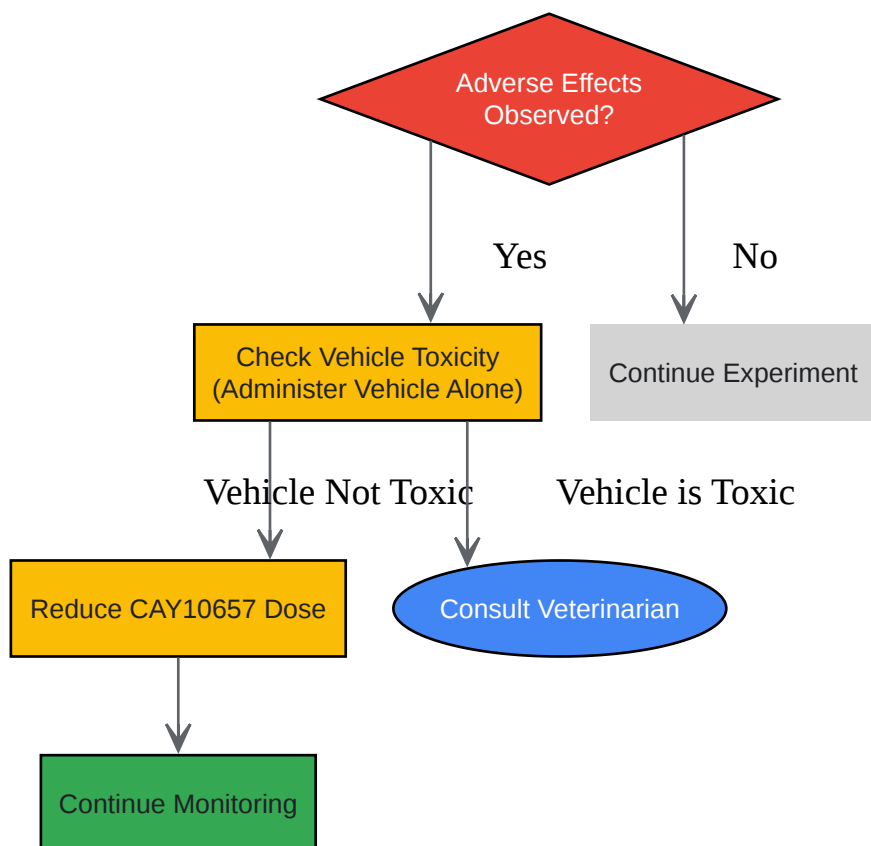 Adverse Effects
Observed?
Yes
No
Check Vehicle Toxicity
(Administer Vehicle Alone)
Continue Experiment
Vehicle Not Toxic
Vehicle is Toxic
Reduce CAY10657 Dose
Consult Veterinarian
Continue Monitoring